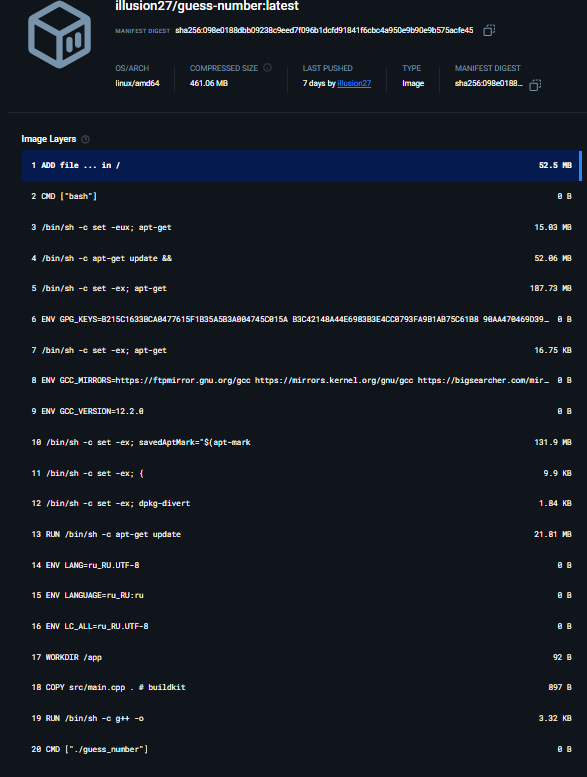 illusion27/guess-number:latest
MANIFEST DIGEST sha256:098e0188dbb09238c9eed7f096b1dcfd91841f6cbc4a950e9b90e9b575acfe45
OS/ARCH COMPRESSED SIZE LAST PUSHED TYPE MANIFEST DIGEST
linux/amd64 461.06 MB 7 days by illusion27 Image sha256:098e0188...
Image Layers
1 ADD file ... in / 52.5 MB
2 CMD ["bash"] 0 B
3 /bin/sh -c set -eux; apt-get 15.03 MB
4 /bin/sh -c apt-get update && 52.06 MB
5 /bin/sh -c set -ex; apt-get 187.73 MB
6 ENV GPG_KEYS=B215C1633BCA0477615F1B35A5B3A004745C015A B3C42148A44E6983B3E4CC0793FA9B1AB75C61B8 90AA470469D39… 0 B
7 /bin/sh -c set -ex; apt-get 16.75 KB
8 ENV GCC_MIRRORS=https://ftpmirror.gnu.org/gcc https://mirrors.kernel.org/gnu/gcc https://bigsearcher.com/mir… 0 B
9 ENV GCC_VERSION=12.2.0 0 B
10 /bin/sh -c set -ex; savedAptMark="$(apt-mark 131.9 MB
11 /bin/sh -c set -ex; { 9.9 KB
12 /bin/sh -c set -ex; dpkg-divert 1.84 KB
13 RUN /bin/sh -c apt-get update 21.81 MB
14 ENV LANG=ru_RU.UTF-8 0 B
15 ENV LANGUAGE=ru_RU:ru 0 B
16 ENV LC_ALL=ru_RU.UTF-8 0 B
17 WORKDIR /app 92 B
18 COPY src/main.cpp . # buildkit 897 B
19 RUN /bin/sh -c g++ -o 3.32 KB
20 CMD ["./guess_number"] 0 B